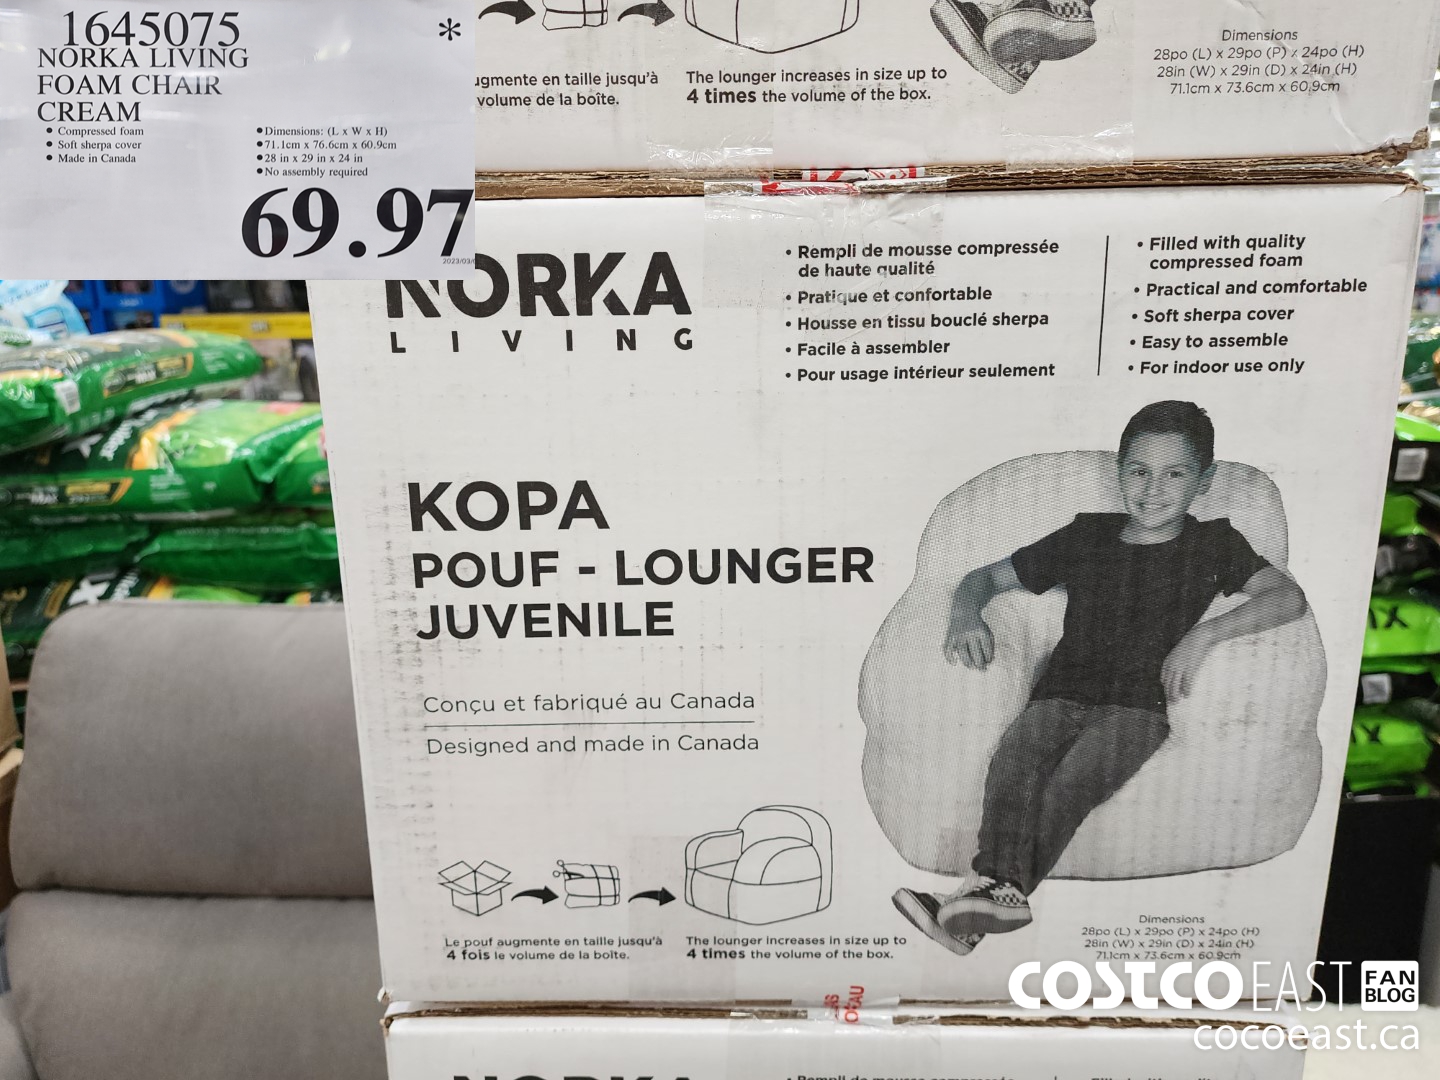 1645075 *
NORKA LIVING
FOAM CHAIR
CREAM
• Compressed foam
• Soft sherpa cover
• Made in Canada
• Dimensions: (L x W x H)
• 71.1cm x 76.6cm x 60.9cm
• 28 in x 29 in x 24 in
• No assembly required
69.97
ugmente en taille jusqu'à
volume de la boîte.
The lounger increases in size up to
4 times the volume of the box.
Dimensions
28po (L) x 29po (P) x 24po (H)
28in (W) x 29in (D) x 24in (H)
71.1cm x 73.6cm x 60,9cm
NORKA
LIVING
• Rempli de mousse compressée
de haute qualité
• Pratique et confortable
• Housse en tissu bouclé sherpa
• Facile à assembler
• Pour usage intérieur seulement
• Filled with quality
compressed foam
• Practical and comfortable
• Soft sherpa cover
• Easy to assemble
• For indoor use only
KOPA
POUF - LOUNGER
JUVENILE
Conçu et fabriqué au Canada
Designed and made in Canada
Le pouf augmente en taille jusqu'à
4 fois le volume de la boîte.
The lounger increases in size up to
4 times the volume of the box.
Dimensions
28po (L) x 29po (P) x 24po (H)
28in (W) x 29in (D) x 24in (H)
71,1cm x 73.6cm x 60.9cm
COSTCO EAST FAN BLOG
cocoeast.ca